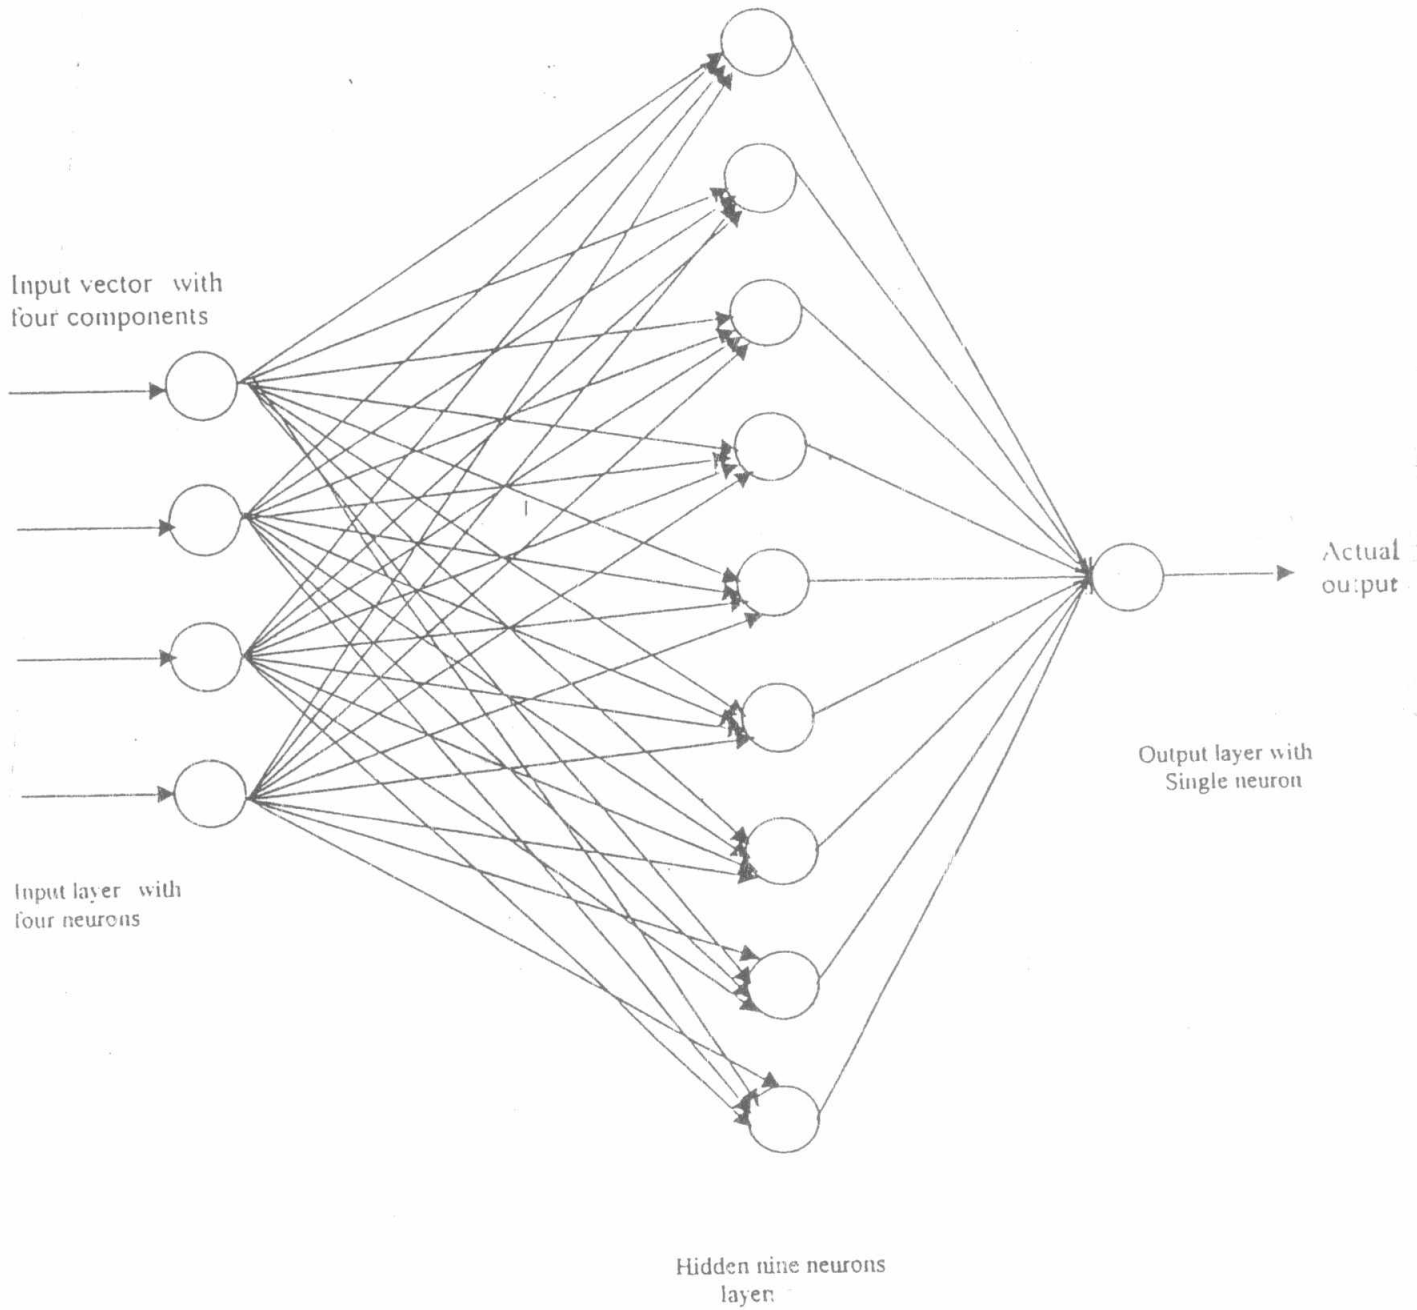 Input vector with
four components
Actual
output
Output layer with
Single neuron
Input layer with
four neurons
Hidden nine neurons
layer